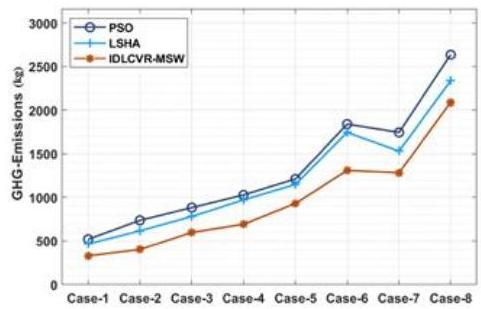 3000
PSO
LSHA
IDLCVR-MSW
2500
2000
1500
1000
500
0
GHG-Emissions (kg)
Case-1 Case-2 Case-3 Case-4 Case-5 Case-6 Case-7 Case-8